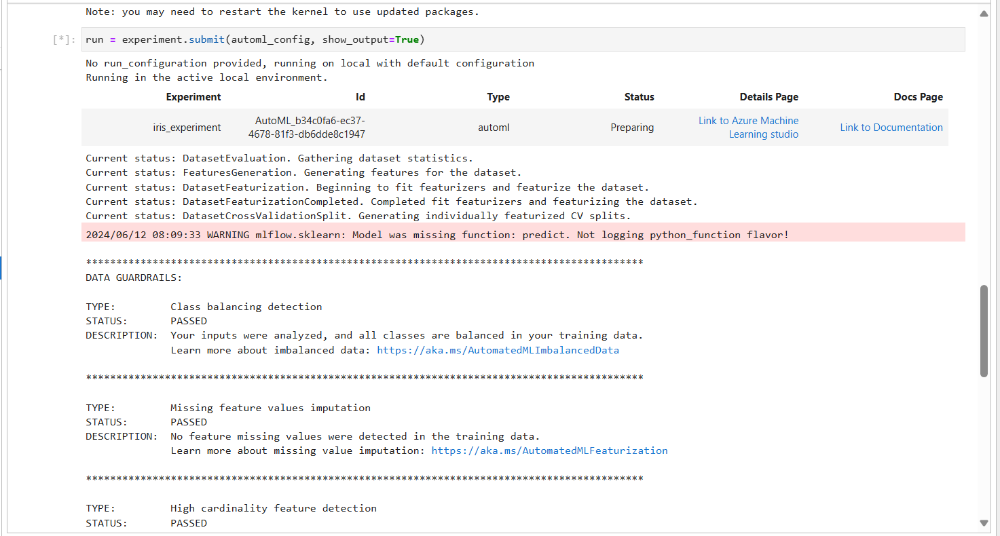 Note: you may need to restart the kernel to use updated packages.
[*]: run = experiment.submit(automl_config, show_output=True)
No run_configuration provided, running on local with default configuration
Running in the active local environment.
Experiment Id Type Status Details Page Docs Page
iris_experiment AutoML_b34c0fa6-ec37-4678-81f3-db6dde8c1947 automl Preparing Link to Azure Machine Learning studio Link to Documentation
Current status: DatasetEvaluation. Gathering dataset statistics.
Current status: FeaturesGeneration. Generating features for the dataset.
Current status: DatasetFeaturization. Beginning to fit featurizers and featurize the dataset.
Current status: DatasetFeaturizationCompleted. Completed fit featurizers and featurizing the dataset.
Current status: DatasetCrossValidationSplit. Generating individually featurized CV splits.
2024/06/12 08:09:33 WARNING mlflow.sklearn: Model was missing function: predict. Not logging python_function flavor!
********************************************************************************************
DATA GUARDRAILS:
TYPE: Class balancing detection
STATUS: PASSED
DESCRIPTION: Your inputs were analyzed, and all classes are balanced in your training data.
Learn more about imbalanced data: https://aka.ms/AutomatedMLImbalancedData
********************************************************************************************
TYPE: Missing feature values imputation
STATUS: PASSED
DESCRIPTION: No feature missing values were detected in the training data.
Learn more about missing value imputation: https://aka.ms/AutomatedMLFeaturization
********************************************************************************************
TYPE: High cardinality feature detection
STATUS: PASSED